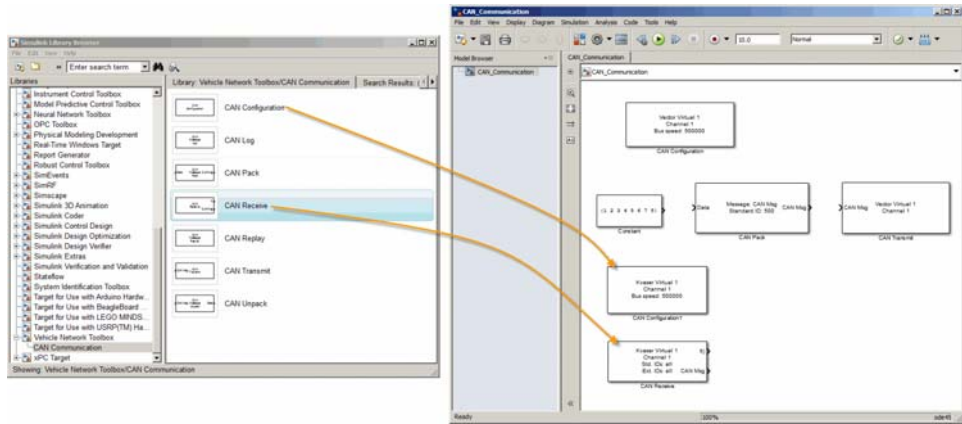 Simulink Library Browser
File Edit View Help
Enter search term
Libraries
Library: Vehicle Network Toolbox/CAN Communication
Search Results: (
Instrument Control Toolbox
Model Predictive Control Toolbox
Neural Network Toolbox
OPC Toolbox
Physical Modeling Development
Real-Time Windows Target
Report Generator
Robust Control Toolbox
SimEvents
SimRF
Simscape
Simulink 3D Animation
Simulink Coder
Simulink Control Design
Simulink Design Optimization
Simulink Design Verifier
Simulink Extras
Simulink Verification and Validation
Stateflow
System Identification Toolbox
Target for Use with Arduino Hardw...
Target for Use with BeagleBoard ...
Target for Use with LEGO MINDS...
Target for Use with USRP(TM) Ha...
Vehicle Network Toolbox
CAN Communication
xPC Target
CAN Configuration
CAN Log
CAN Pack
CAN Receive
CAN Replay
CAN Transmit
CAN Unpack
Showing: Vehicle Network Toolbox/CAN Communication
CAN_Communication
File Edit View Display Diagram Simulation Analysis Code Tools Help
10.0
Normal
Model Browser
CAN_Communication
CAN_Communication
CAN_Communication
Vector Virtual 1
Channel 1
Bus speed: 500000
CAN Configuration
[1 2 3 4 5 6 7 8]
Constant
Data
Message: CAN Msg
Standard ID: 500
CAN Msg
CAN Pack
CAN Msg
Vector Virtual 1
Channel 1
CAN Transmit
Kvaser Virtual 1
Channel 1
Bus speed: 500000
CAN Configuration1
Kvaser Virtual 1
Channel 1
Std. IDs: all
Ext. IDs: all
f()
CAN Msg
CAN Receive
Ready
100%
ode45